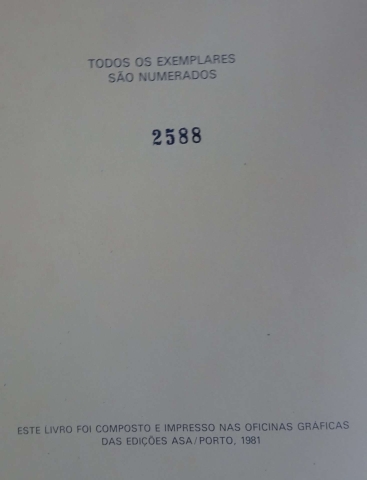 TODOS OS EXEMPLARES
SÃO NUMERADOS
2588
ESTE LIVRO FOI COMPOSTO E IMPRESSO NAS OFICINAS GRÁFICAS
DAS EDIÇÕES ASA/PORTO, 1981